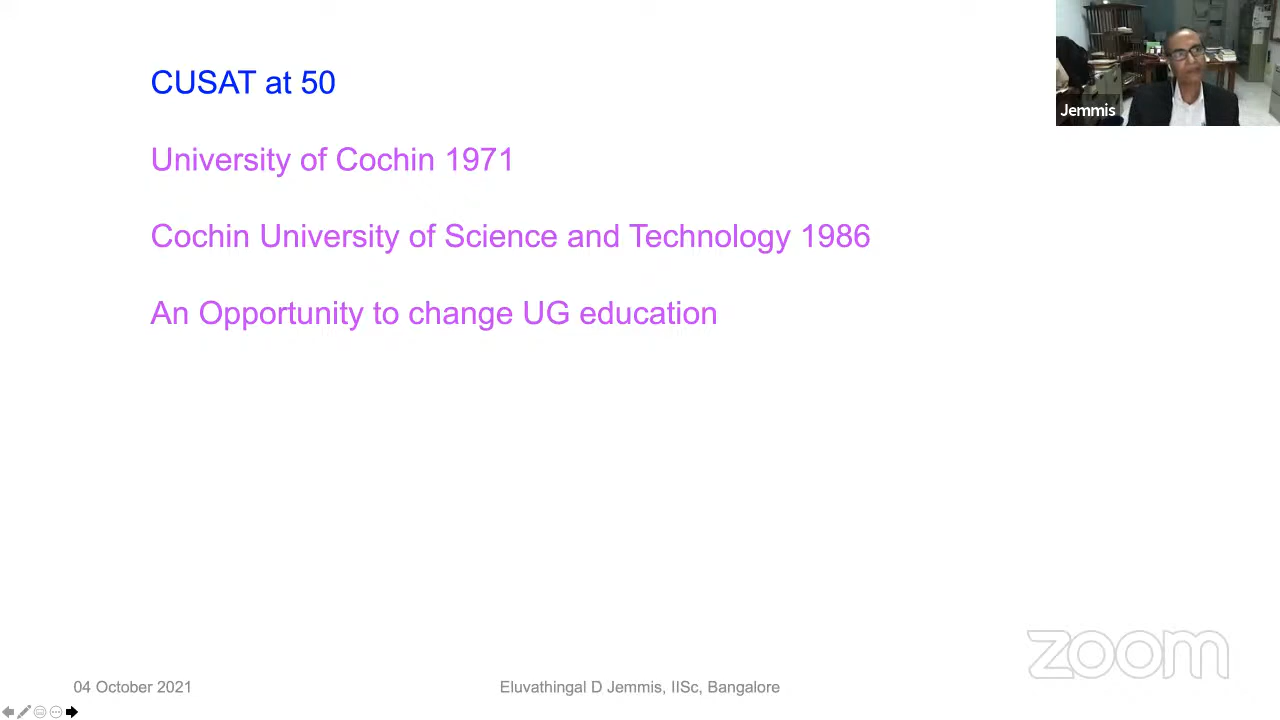 CUSAT at 50
Jemmis
University of Cochin 1971
Cochin University of Science and Technology 1986
An Opportunity to change UG education
zoom
04 October 2021
Eluvathingal D Jemmis, IISc, Bangalore